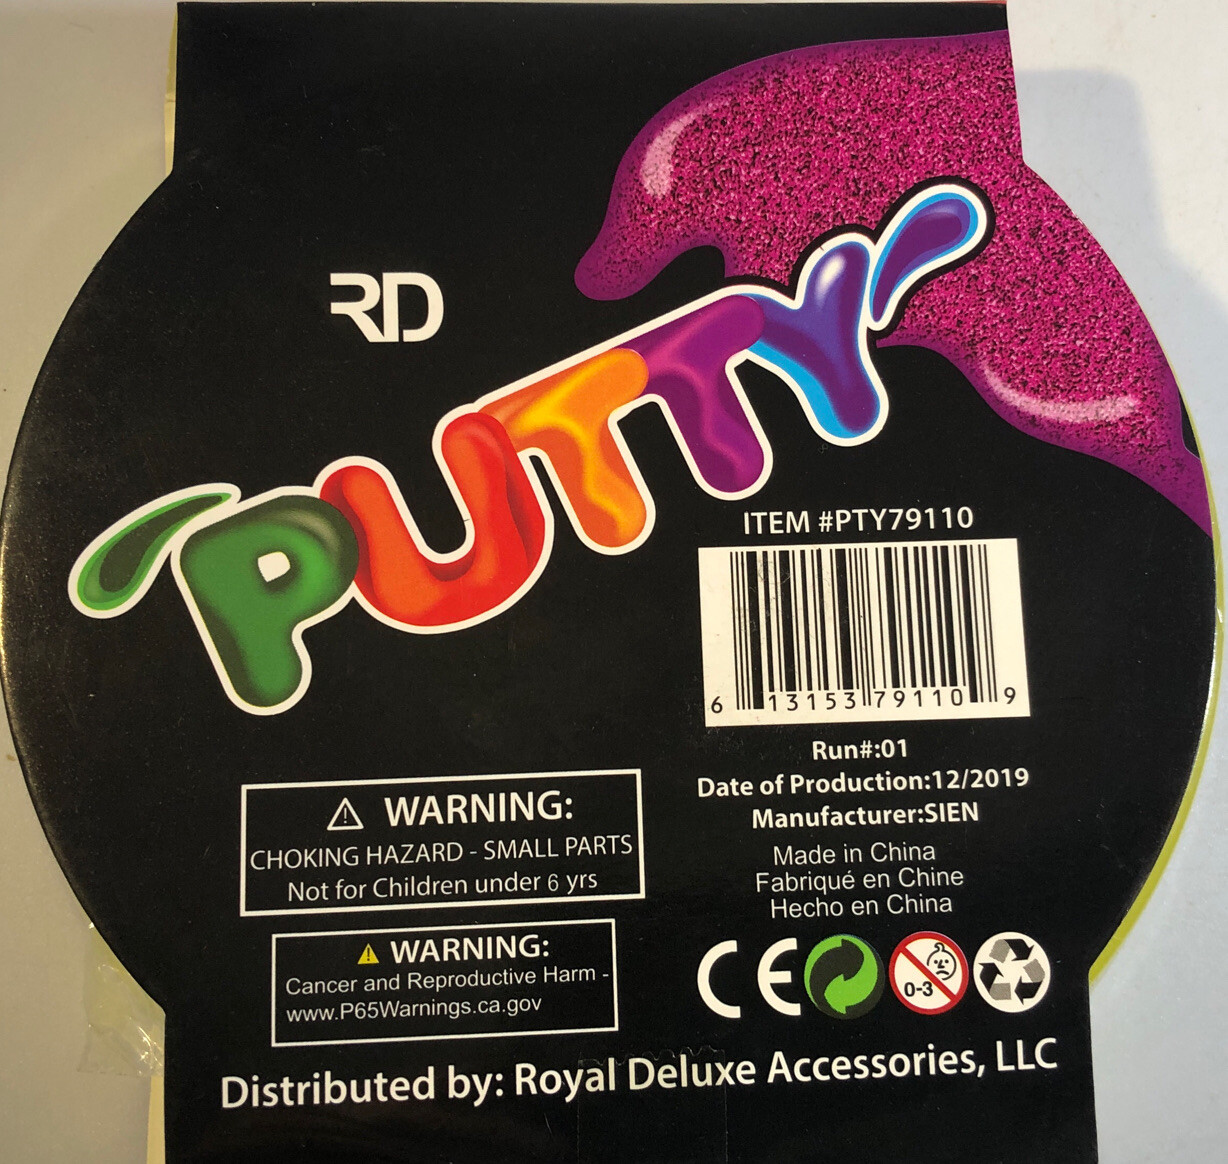 RD
PUTTY
ITEM #PTY79110
6 13153 79110 9
Run#:01
Date of Production:12/2019
Manufacturer:SIEN
Made in China
Fabriqué en Chine
Hecho en China
WARNING:
CHOKING HAZARD - SMALL PARTS
Not for Children under 6 yrs
WARNING:
Cancer and Reproductive Harm -
www.P65Warnings.ca.gov
CE
0-3
Distributed by: Royal Deluxe Accessories, LLC